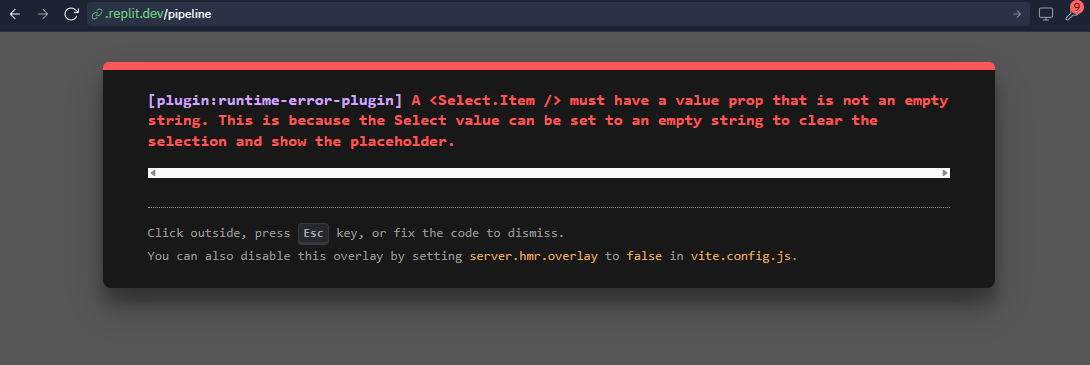 .replit.dev/pipeline
9
[plugin:runtime-error-plugin] A <Select.Item /> must have a value prop that is not an empty
string. This is because the Select value can be set to an empty string to clear the
selection and show the placeholder.
Click outside, press Esc key, or fix the code to dismiss.
You can also disable this overlay by setting server.hmr.overlay to false in vite.config.js.